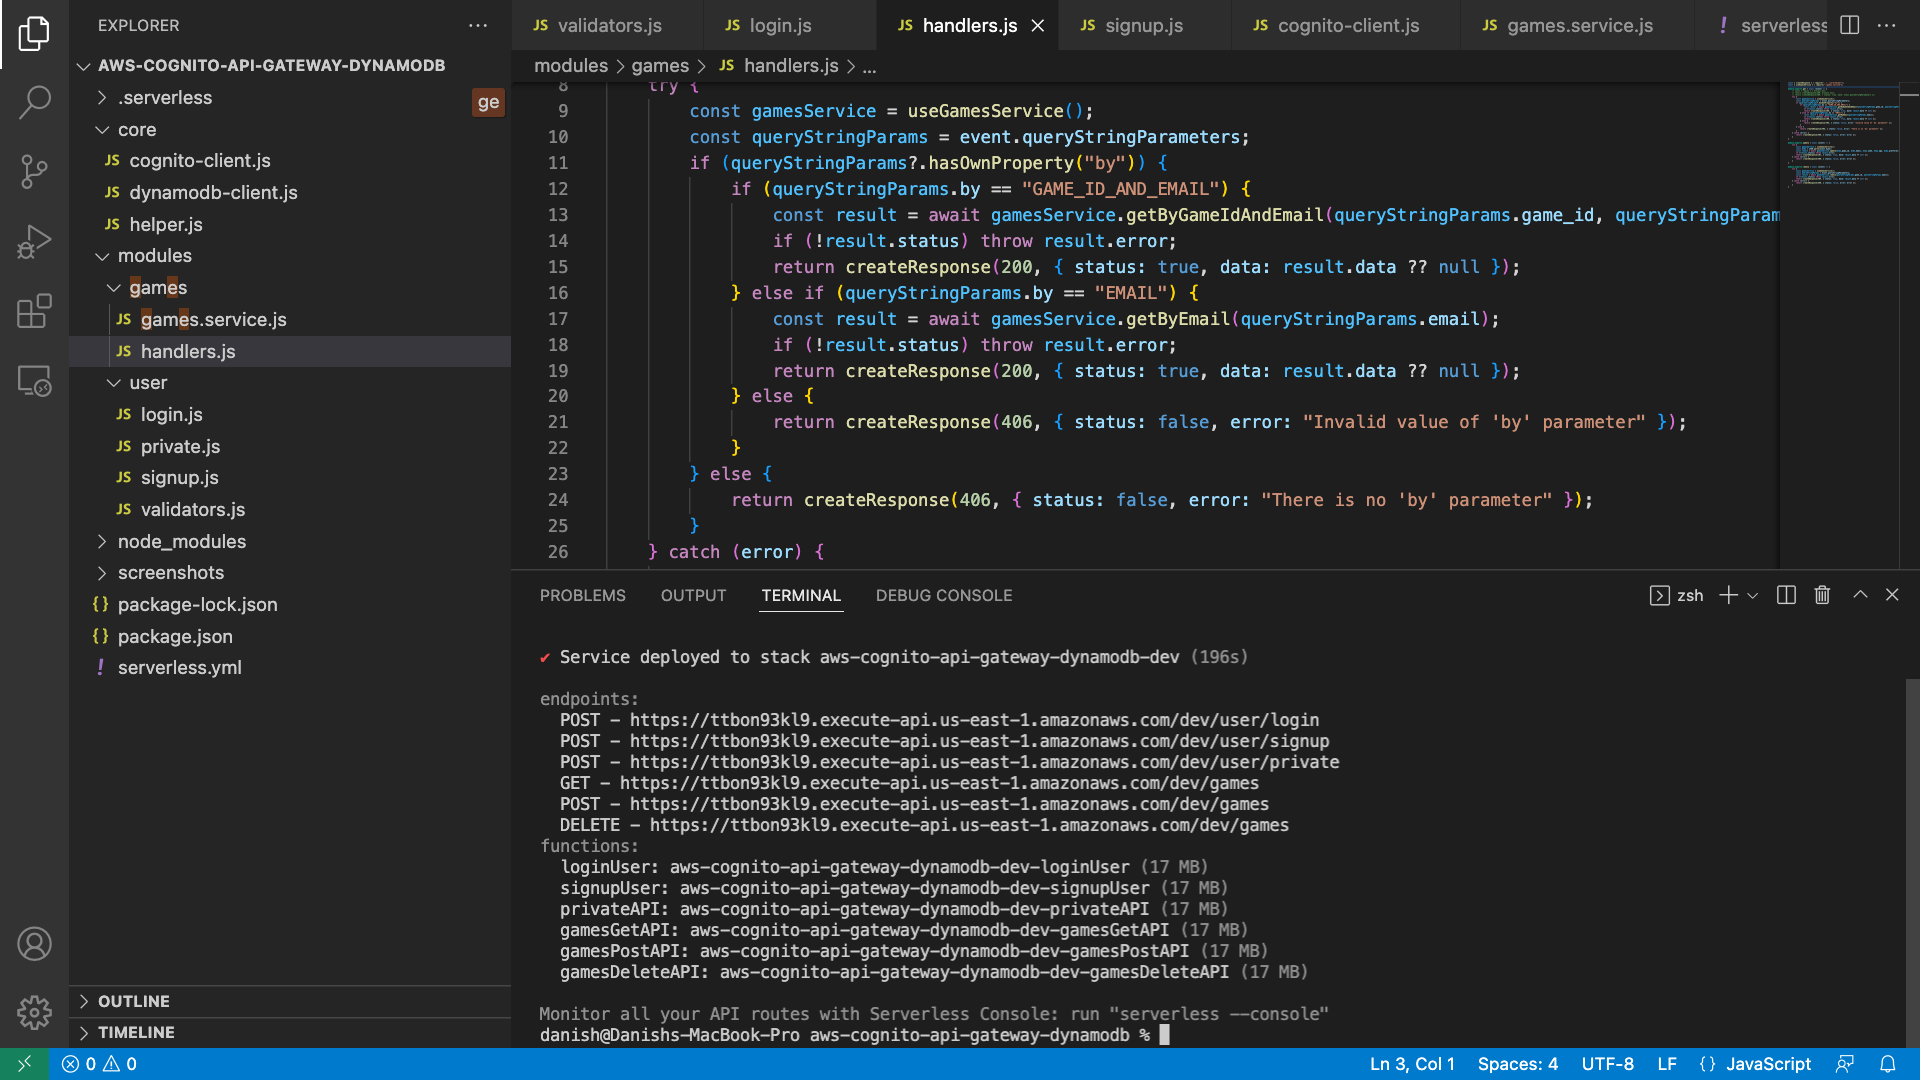 EXPLORER
AWS-COGNITO-API-GATEWAY-DYNAMODB
.serverless
ge
core
JS cognito-client.js
JS dynamodb-client.js
JS helper.js
modules
games
JS games.service.js
JS handlers.js
user
JS login.js
JS private.js
JS signup.js
JS validators.js
node_modules
screenshots
{} package-lock.json
{} package.json
! serverless.yml
OUTLINE
TIMELINE
JS validators.js
JS login.js
JS handlers.js
JS signup.js
JS cognito-client.js
JS games.service.js
! serverless
modules > games > JS handlers.js > ...
8 try {
9 const gamesService = useGamesService();
10 const queryStringParams = event.queryStringParameters;
11 if (queryStringParams?.hasOwnProperty("by")) {
12 if (queryStringParams.by == "GAME_ID_AND_EMAIL") {
13 const result = await gamesService.getByGameIdAndEmail(queryStringParams.game_id, queryStringParam
14 if (!result.status) throw result.error;
15 return createResponse(200, { status: true, data: result.data ?? null });
16 } else if (queryStringParams.by == "EMAIL") {
17 const result = await gamesService.getByEmail(queryStringParams.email);
18 if (!result.status) throw result.error;
19 return createResponse(200, { status: true, data: result.data ?? null });
20 } else {
21 return createResponse(406, { status: false, error: "Invalid value of 'by' parameter" });
22 }
23 } else {
24 return createResponse(406, { status: false, error: "There is no 'by' parameter" });
25 }
26 } catch (error) {
PROBLEMS OUTPUT TERMINAL DEBUG CONSOLE
zsh
✔ Service deployed to stack aws-cognito-api-gateway-dynamodb-dev (196s)
endpoints:
POST - https://ttbon93kl9.execute-api.us-east-1.amazonaws.com/dev/user/login
POST - https://ttbon93kl9.execute-api.us-east-1.amazonaws.com/dev/user/signup
POST - https://ttbon93kl9.execute-api.us-east-1.amazonaws.com/dev/user/private
GET - https://ttbon93kl9.execute-api.us-east-1.amazonaws.com/dev/games
POST - https://ttbon93kl9.execute-api.us-east-1.amazonaws.com/dev/games
DELETE - https://ttbon93kl9.execute-api.us-east-1.amazonaws.com/dev/games
functions:
loginUser: aws-cognito-api-gateway-dynamodb-dev-loginUser (17 MB)
signupUser: aws-cognito-api-gateway-dynamodb-dev-signupUser (17 MB)
privateAPI: aws-cognito-api-gateway-dynamodb-dev-privateAPI (17 MB)
gamesGetAPI: aws-cognito-api-gateway-dynamodb-dev-gamesGetAPI (17 MB)
gamesPostAPI: aws-cognito-api-gateway-dynamodb-dev-gamesPostAPI (17 MB)
gamesDeleteAPI: aws-cognito-api-gateway-dynamodb-dev-gamesDeleteAPI (17 MB)
Monitor all your API routes with Serverless Console: run "serverless --console"
danish@Danishs-MacBook-Pro aws-cognito-api-gateway-dynamodb %
0 0
Ln 3, Col 1 Spaces: 4 UTF-8 LF {} JavaScript